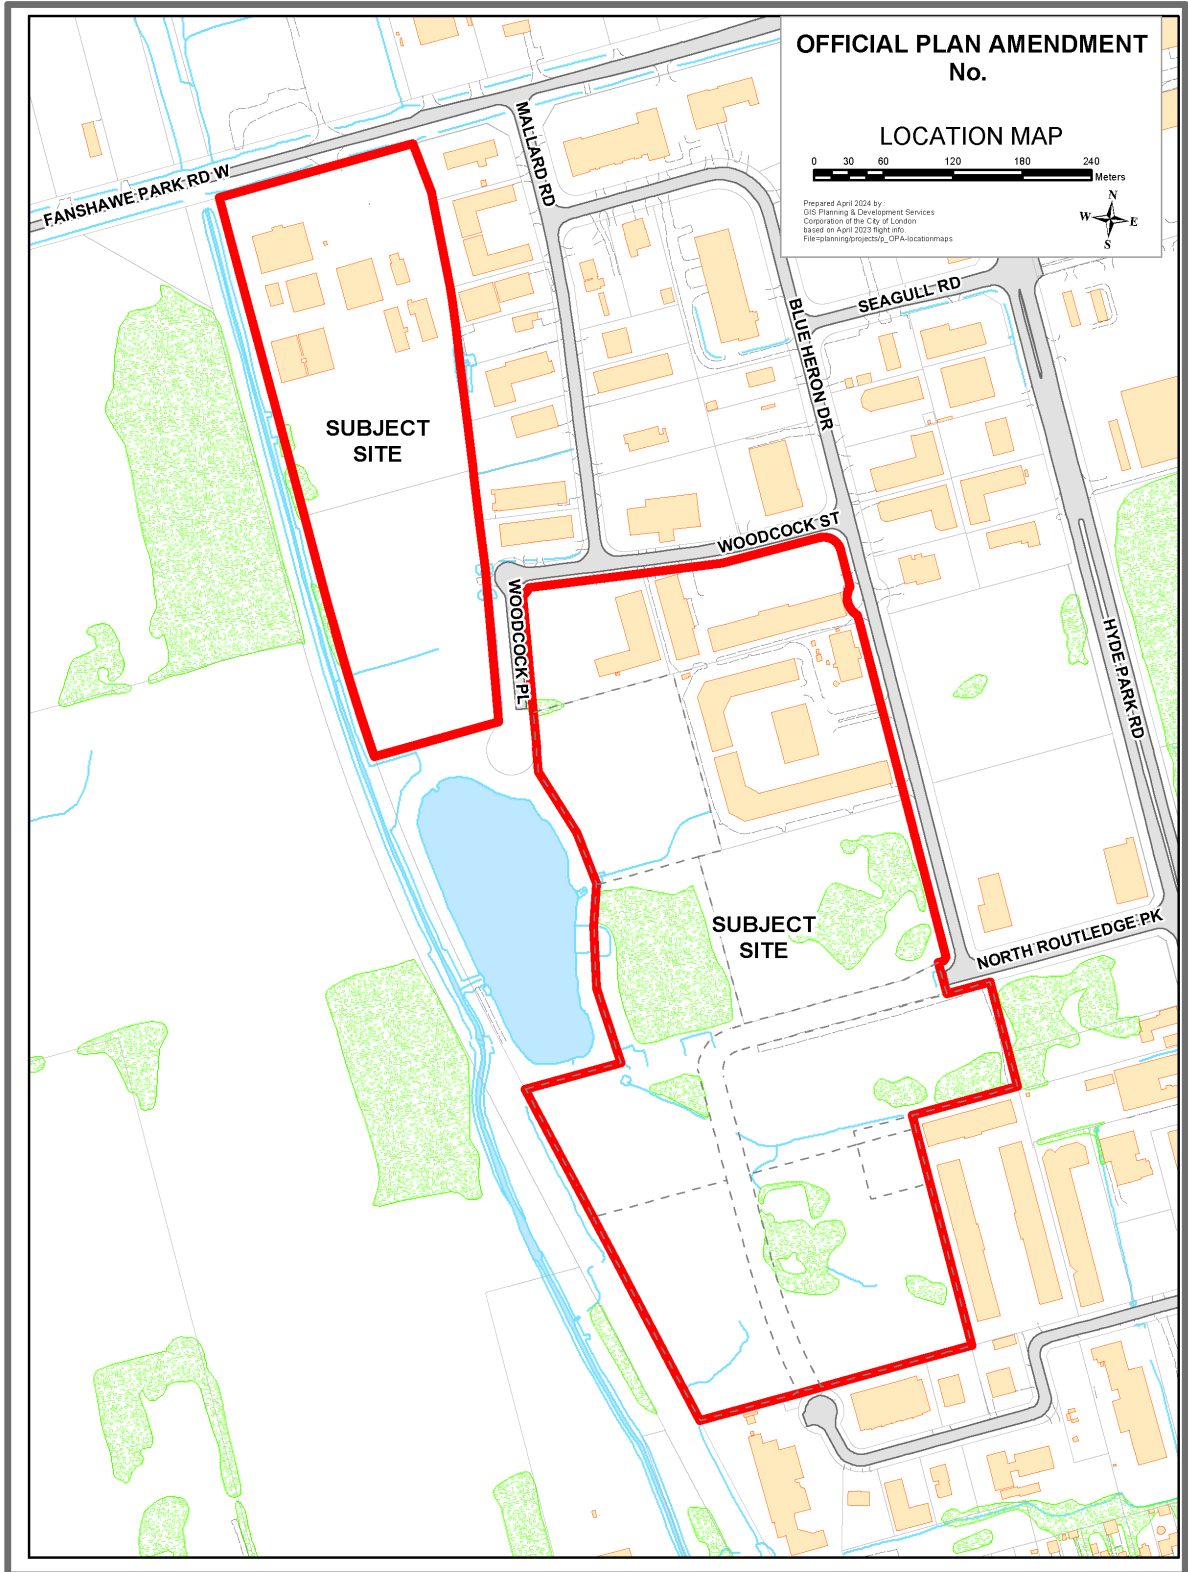 OFFICIAL PLAN AMENDMENT
No.
LOCATION MAP
0 30 60 120 180 240
Meters
Prepared April 2024 by :
GIS Planning & Development Services
Corporation of the City of London
based on April 2023 flight info.
File=planning/projects/p_OPA-locationmaps
N
W E
S
FANSHAWE PARK RD W
MALLARD RD
SEAGULL RD
BLUE HERON DR
SUBJECT
SITE
WOODCOCK ST
WOODCOCK PL
HYDE PARK RD
SUBJECT
SITE
NORTH ROUTLEDGE PK